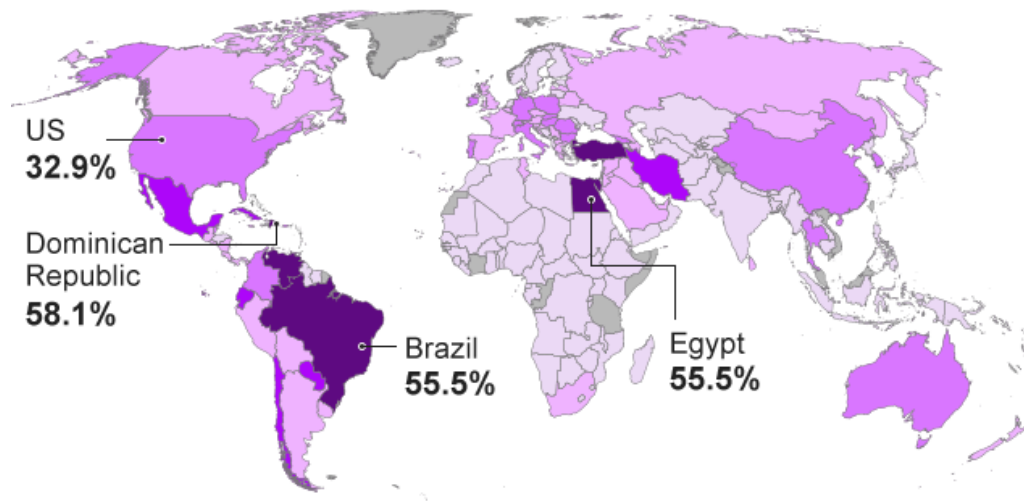 US
32.9%
Dominican
Republic
58.1%
Brazil
55.5%
Egypt
55.5%